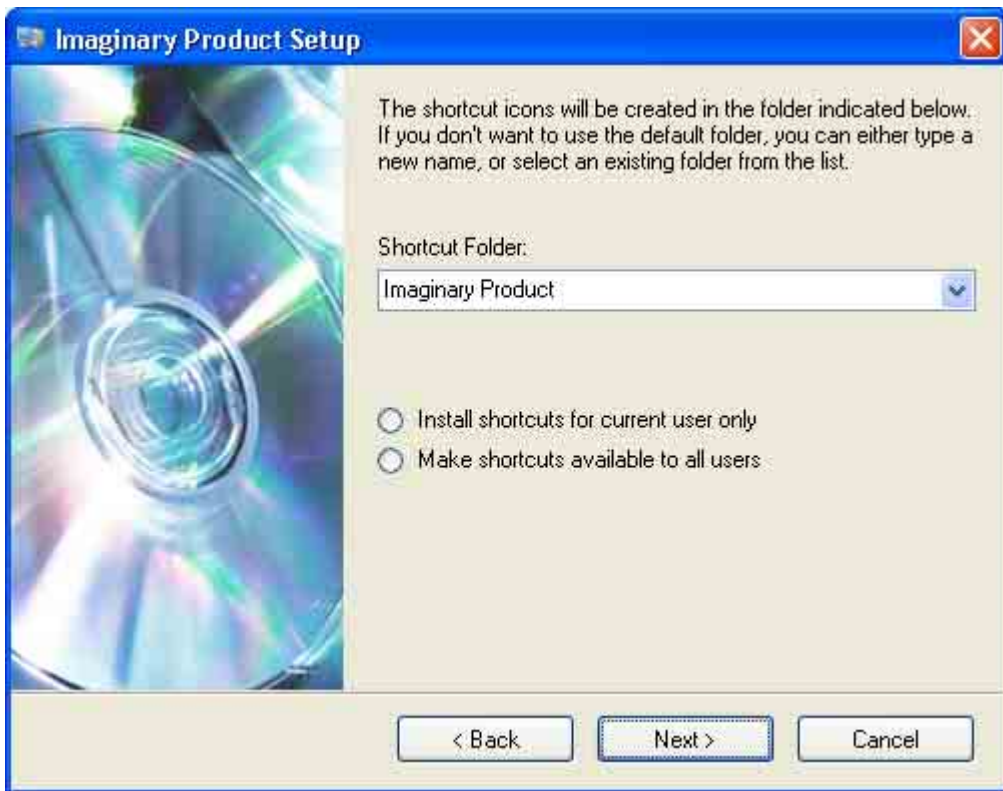 Imaginary Product Setup
The shortcut icons will be created in the folder indicated below.
If you don't want to use the default folder, you can either type a
new name, or select an existing folder from the list.
Shortcut Folder:
Imaginary Product
Install shortcuts for current user only
Make shortcuts available to all users
< Back
Next >
Cancel